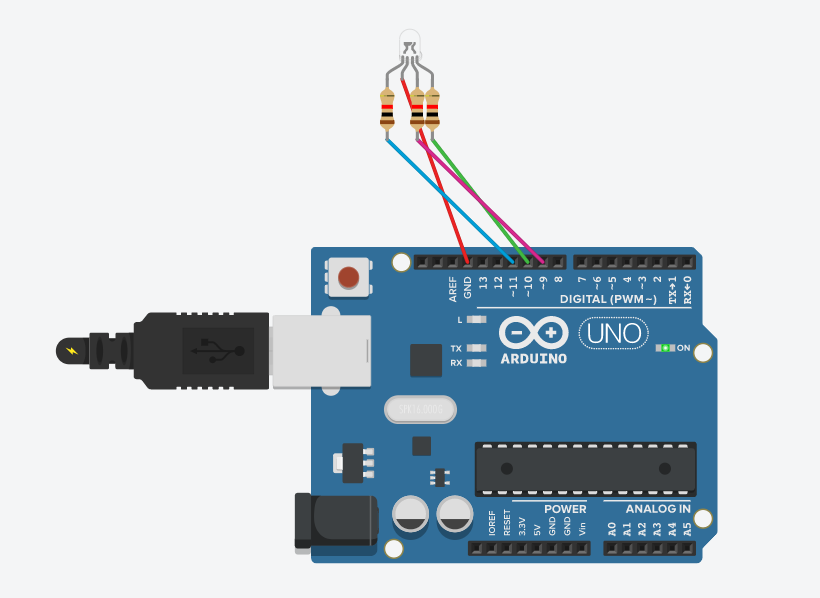 AREF
GND
13
12
~11
~10
~9
8
7
~6
~5
4
~3
2
TX→1
RX←0
DIGITAL (PWM~)
L
TX
RX
ARDUINO
UNO
ON
POWER
ANALOG IN
IOREF
RESET
3.3V
5V
GND
GND
Vin
A0
A1
A2
A3
A4
A5